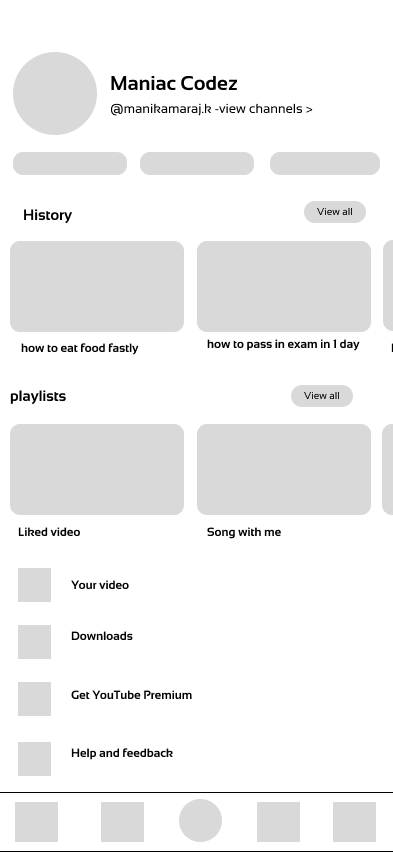 Maniac Codez
@manikamaraj.k -view channels >
History
View all
how to eat food fastly
how to pass in exam in 1 day
playlists
View all
Liked video
Song with me
Your video
Downloads
Get YouTube Premium
Help and feedback